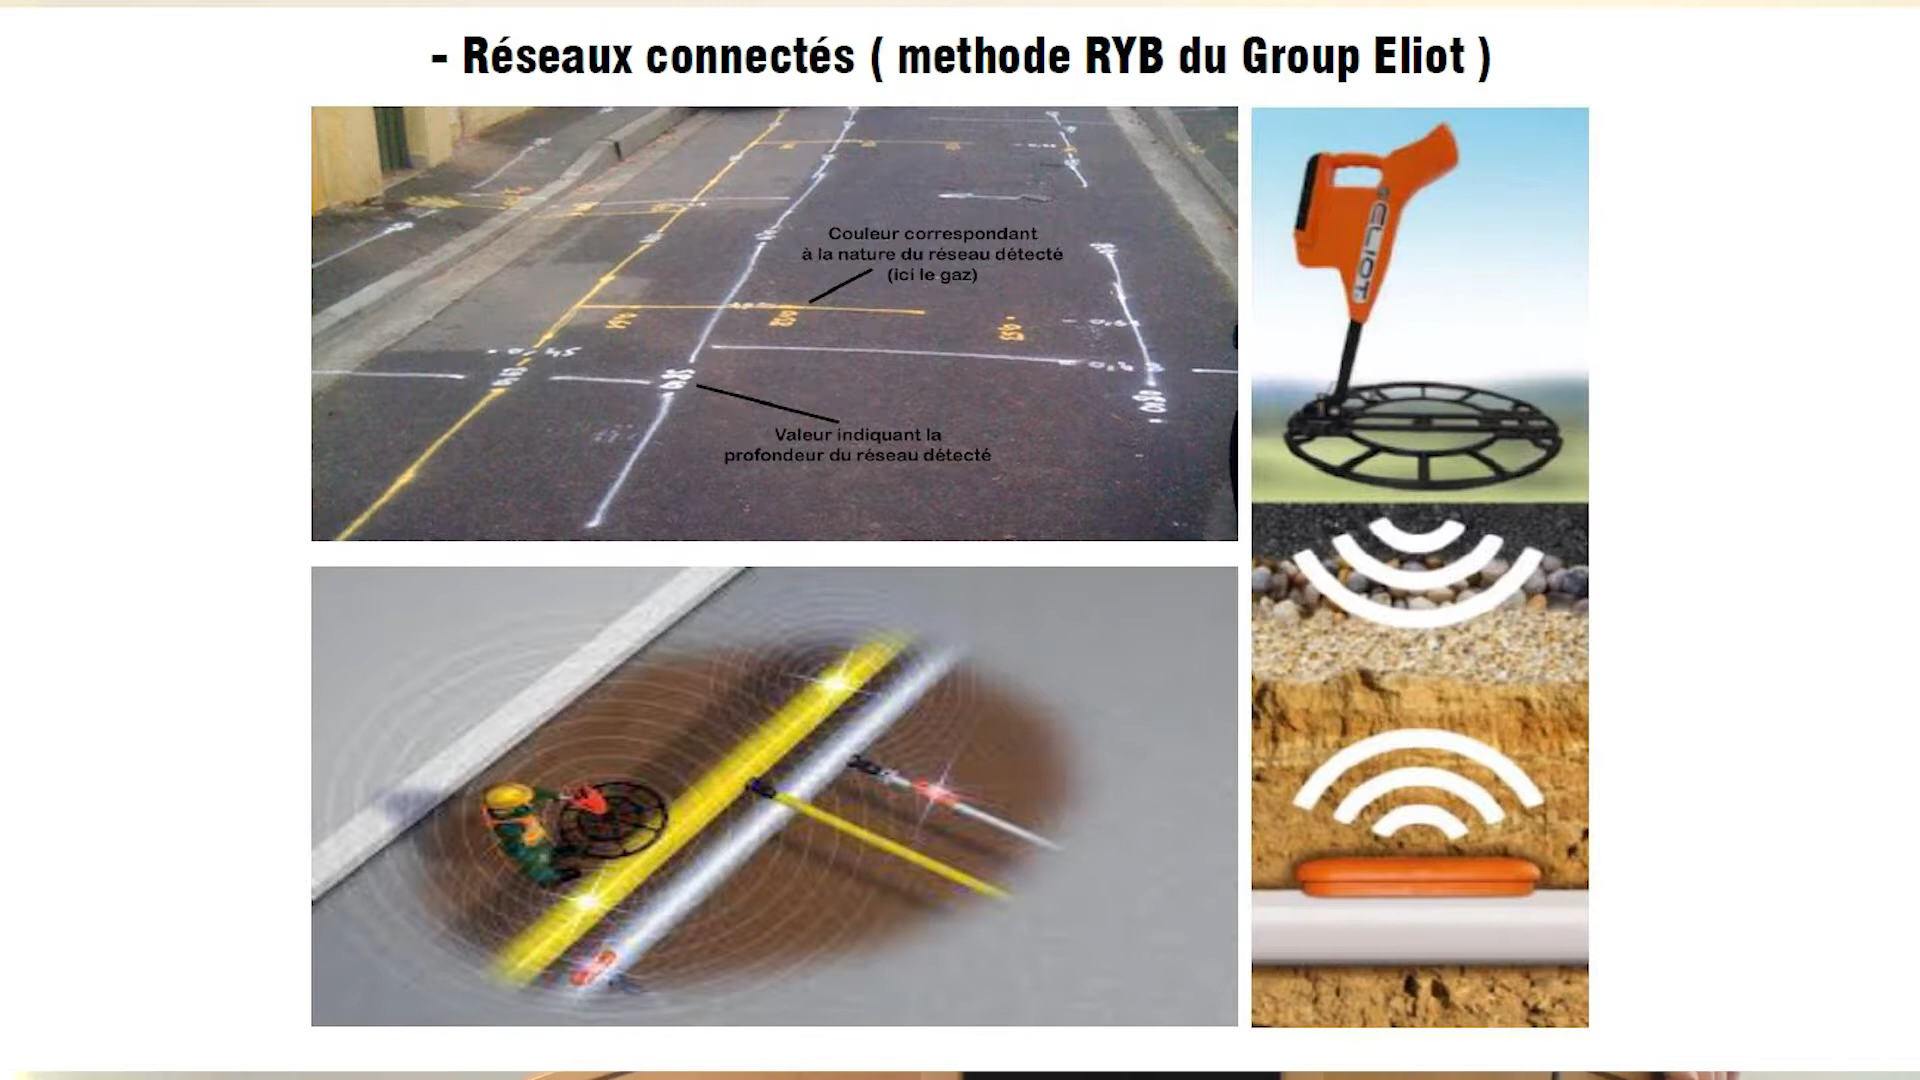 - Réseaux connectés ( methode RYB du Group Eliot )
Couleur correspondant
à la nature du réseau détecté
(ici le gaz)
Valeur indiquant la
profondeur du réseau détecté
ELIOT